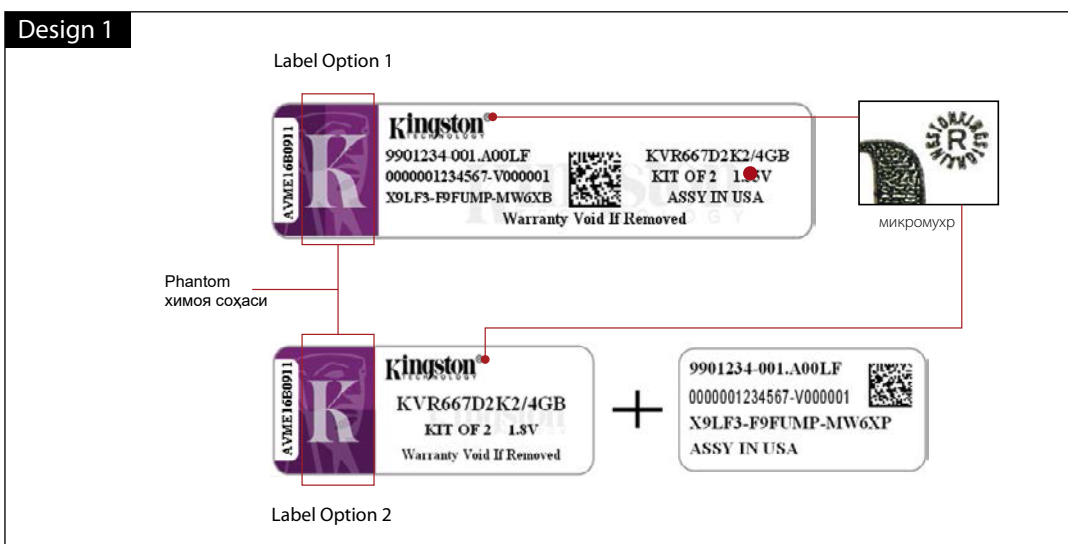 Design 1
Label Option 1
AVME16B0911
K
Kingston
TECHNOLOGY
9901234-001.A00LF
0000001234567-V000001
X9LF3-F9FUMP-MW6XB
KVR667D2K2/4GB
KIT OF 2
ASSY IN USA
Warranty Void If Removed
R
микромухр
Phantom
химоя соҳаси
AVME16B0911
K
Kingston
TECHNOLOGY
KVR667D2K2/4GB
KIT OF 2 1.8V
Warranty Void If Removed
+
9901234-001.A00LF
0000001234567-V000001
X9LF3-F9FUMP-MW6XP
ASSY IN USA
Label Option 2